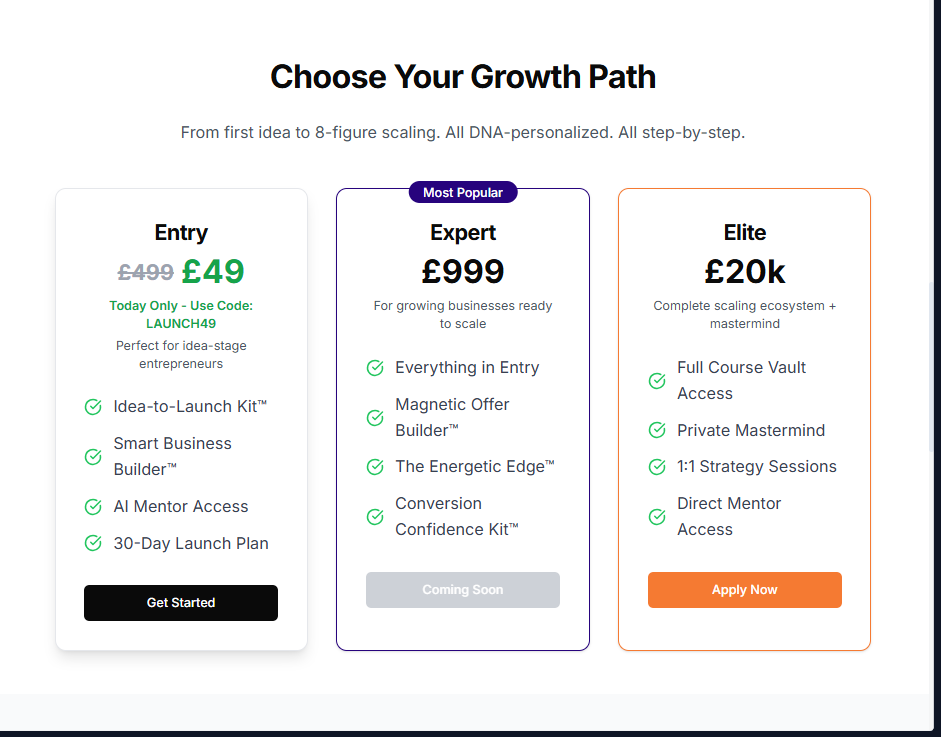 Choose Your Growth Path
From first idea to 8-figure scaling. All DNA-personalized. All step-by-step.
Entry
£499 £49
Today Only - Use Code:
LAUNCH49
Perfect for idea-stage
entrepreneurs
Idea-to-Launch Kit™
Smart Business
Builder™
AI Mentor Access
30-Day Launch Plan
Get Started
Most Popular
Expert
£999
For growing businesses ready
to scale
Everything in Entry
Magnetic Offer
Builder™
The Energetic Edge™
Conversion
Confidence Kit™
Coming Soon
Elite
£20k
Complete scaling ecosystem +
mastermind
Full Course Vault
Access
Private Mastermind
1:1 Strategy Sessions
Direct Mentor
Access
Apply Now